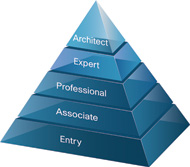 Architect
Expert
Professional
Associate
Entry